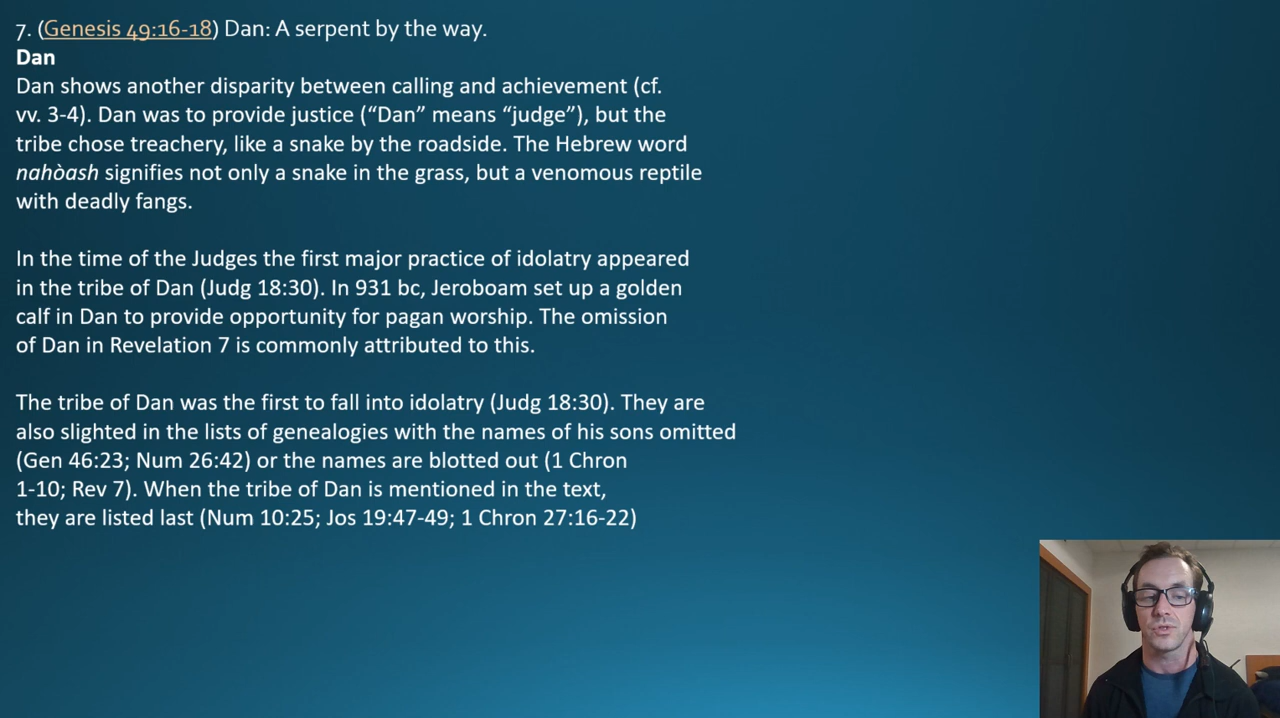 7. (Genesis 49:16-18) Dan: A serpent by the way.
Dan
Dan shows another disparity between calling and achievement (cf.
vv. 3-4). Dan was to provide justice (“Dan” means “judge”), but the
tribe chose treachery, like a snake by the roadside. The Hebrew word
nahòash signifies not only a snake in the grass, but a venomous reptile
with deadly fangs.
In the time of the Judges the first major practice of idolatry appeared
in the tribe of Dan (Judg 18:30). In 931 bc, Jeroboam set up a golden
calf in Dan to provide opportunity for pagan worship. The omission
of Dan in Revelation 7 is commonly attributed to this.
The tribe of Dan was the first to fall into idolatry (Judg 18:30). They are
also slighted in the lists of genealogies with the names of his sons omitted
(Gen 46:23; Num 26:42) or the names are blotted out (1 Chron
1-10; Rev 7). When the tribe of Dan is mentioned in the text,
they are listed last (Num 10:25; Jos 19:47-49; 1 Chron 27:16-22)